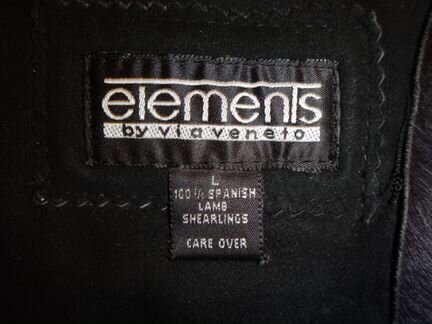 elements
by via veneto
L
100% SPANISH
LAMB
SHEARLINGS
CARE OVER